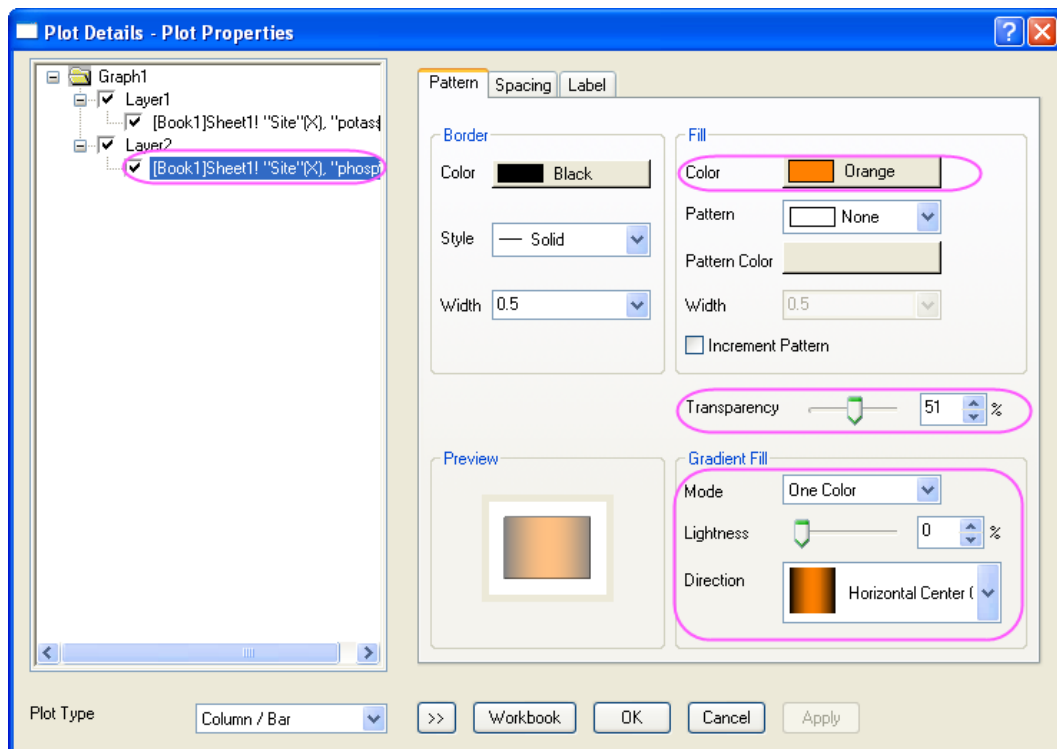 Plot Details - Plot Properties
Graph1
Layer1
[Book1]Sheet1! "Site"(X), "potass
Layer2
[Book1]Sheet1! "Site"(X), "phosp
Pattern Spacing Label
Border
Color Black
Style Solid
Width 0.5
Fill
Color Orange
Pattern None
Pattern Color
Width 0.5
Increment Pattern
Transparency 51 %
Preview
Gradient Fill
Mode One Color
Lightness 0 %
Direction Horizontal Center (
Plot Type Column / Bar >> Workbook OK Cancel Apply